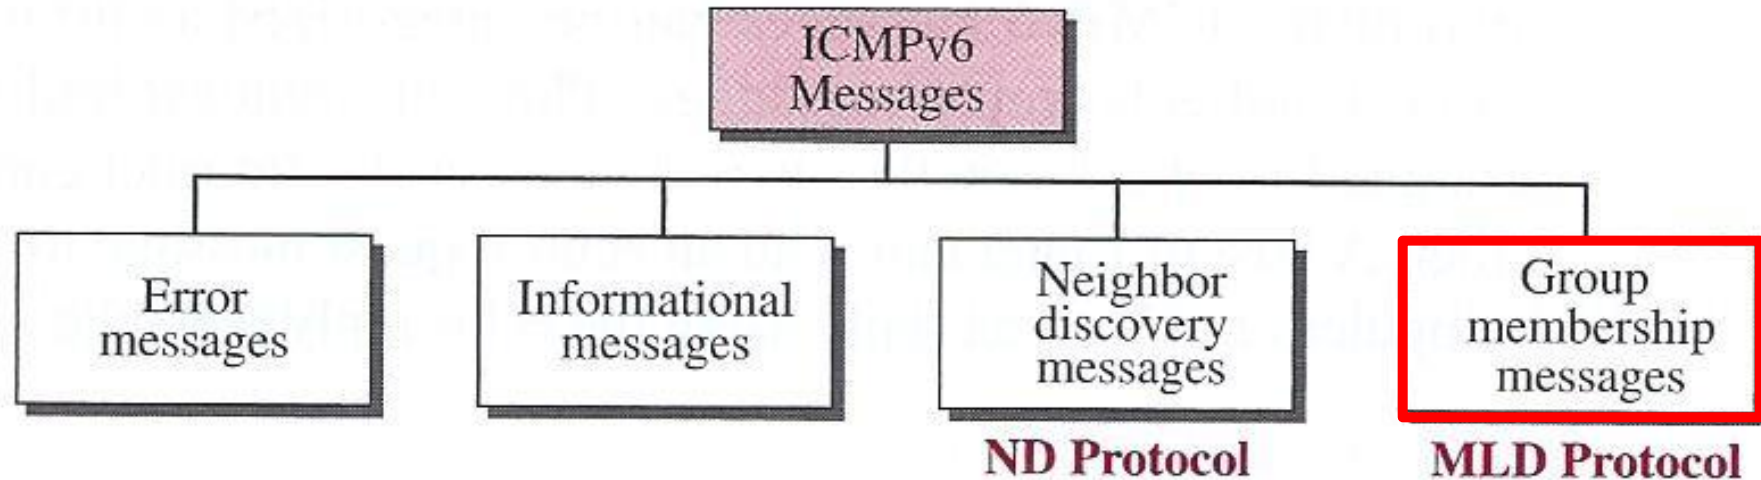 ICMPv6
Messages
Error
messages
Informational
messages
Neighbor
discovery
messages
Group
membership
messages
ND Protocol
MLD Protocol